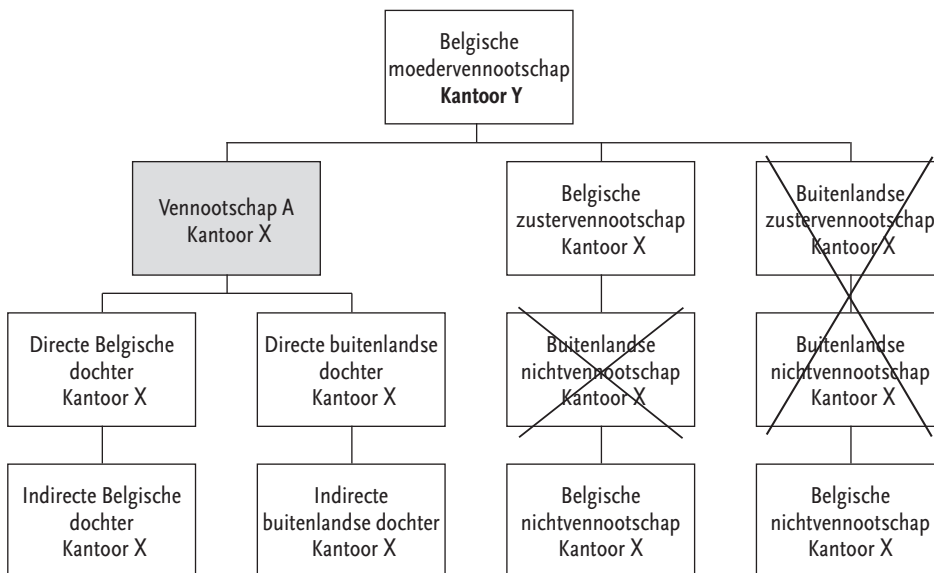 Belgische
moedervennootschap
Kantoor Y
Vennootschap A
Kantoor X
Belgische
zustervennootschap
Kantoor X
Buitenlandse
zustervennootschap
Kantoor X
Directe Belgische
dochter
Kantoor X
Directe buitenlandse
dochter
Kantoor X
Buitenlandse
nichtvennootschap
Kantoor X
Buitenlandse
nichtvennootschap
Kantoor X
Indirecte Belgische
dochter
Kantoor X
Indirecte
buitenlandse dochter
Kantoor X
Belgische
nichtvennootschap
Kantoor X
Belgische
nichtvennootschap
Kantoor X